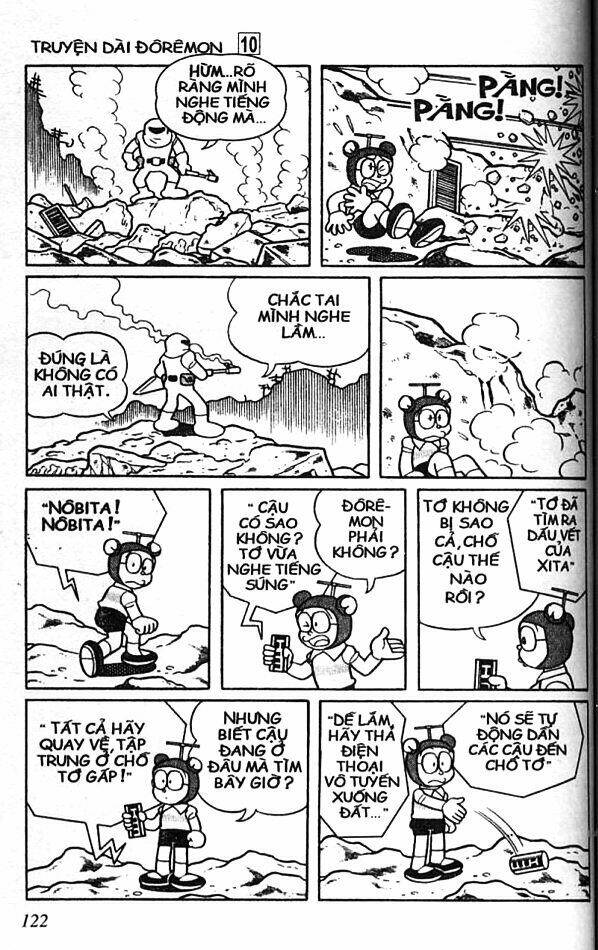 TRUYỆN DÀI ĐÔRÊMON 10
HỪM...RÕ
RÀNG MÌNH
NGHE TIẾNG
ĐỘNG MÀ...
PẰNG!
PẰNG!
CHẮC TAI
MÌNH NGHE
LẦM...
ĐÚNG LÀ
KHÔNG CÓ
AI THẬT.
"NÔBITA!
NÔBITA!"
" CẬU
CÓ SAO
KHÔNG?
TỚ VỪA
NGHE TIẾNG
SÚNG"
ĐÔRÊ-
MON
PHẢI
KHÔNG?
TỚ KHÔNG
BỊ SAO
CẢ, CHỚ
CẬU THẾ
NÀO
RỒI?
"TỚ ĐÃ
TÌM RA
DẤU VẾT
CỦA
XITA"
" TẤT CẢ HÃY
QUAY VỀ, TẬP
TRUNG Ở CHỖ
TỚ GẤP!"
NHƯNG
BIẾT CẬU
ĐANG Ở
ĐÂU MÀ TÌM
BÂY GIỜ?
"DỄ LẮM,
HÃY THẢ
ĐIỆN
THOẠI
VÔ TUYẾN
XUỐNG
ĐẤT..."
"NÓ SẼ TỰ
ĐỘNG DẪN
CÁC CẬU ĐẾN
CHỖ TỚ"
122